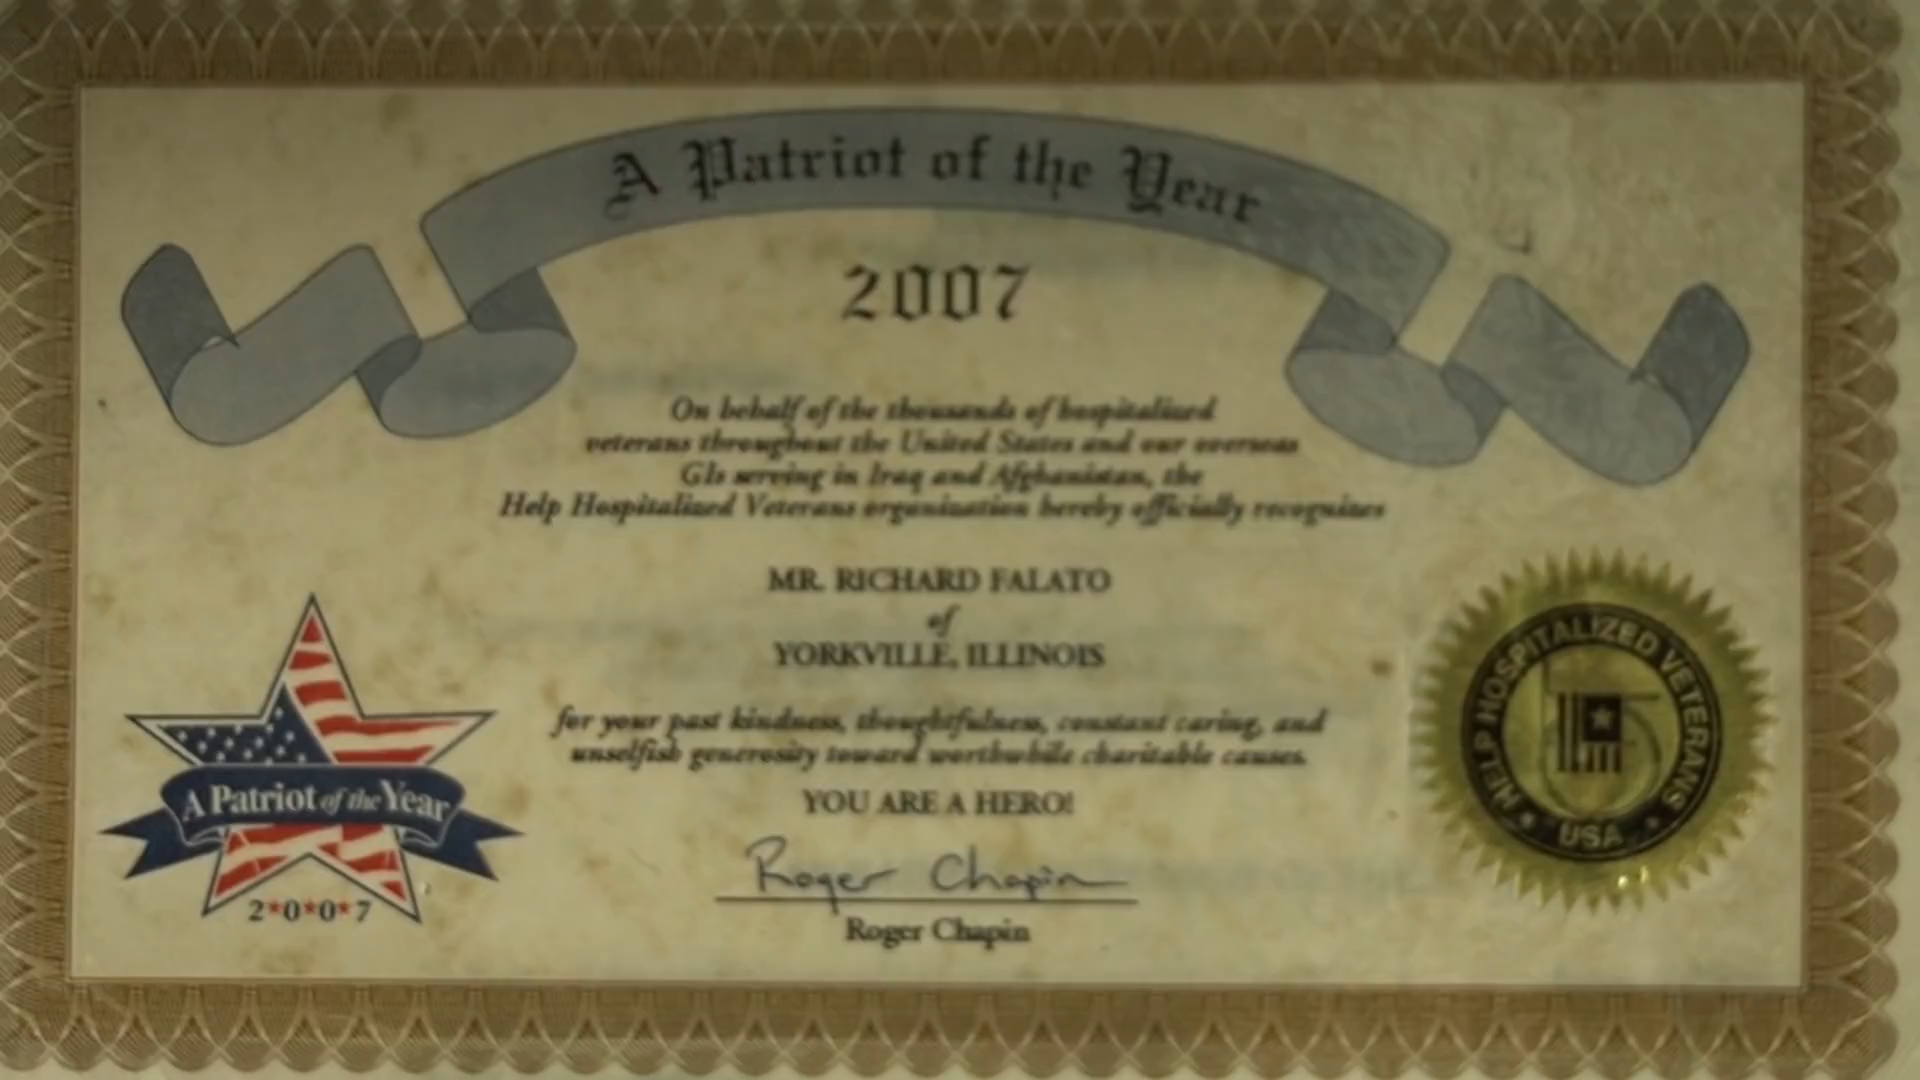 A Patriot of the Year
2007
On behalf of the thousands of hospitalized
veterans throughout the United States and our overseas
GIs serving in Iraq and Afghanistan, the
Help Hospitalized Veterans organization hereby officially recognizes
MR. RICHARD FALATO
of
YORKVILLE, ILLINOIS
for your past kindness, thoughtfulness, constant caring, and
unselfish generosity toward worthwhile charitable causes.
YOU ARE A HERO!
Roger Chapin
Roger Chapin
A Patriot of the Year
2*0*0*7
HELP HOSPITALIZED VETERANS
• USA •